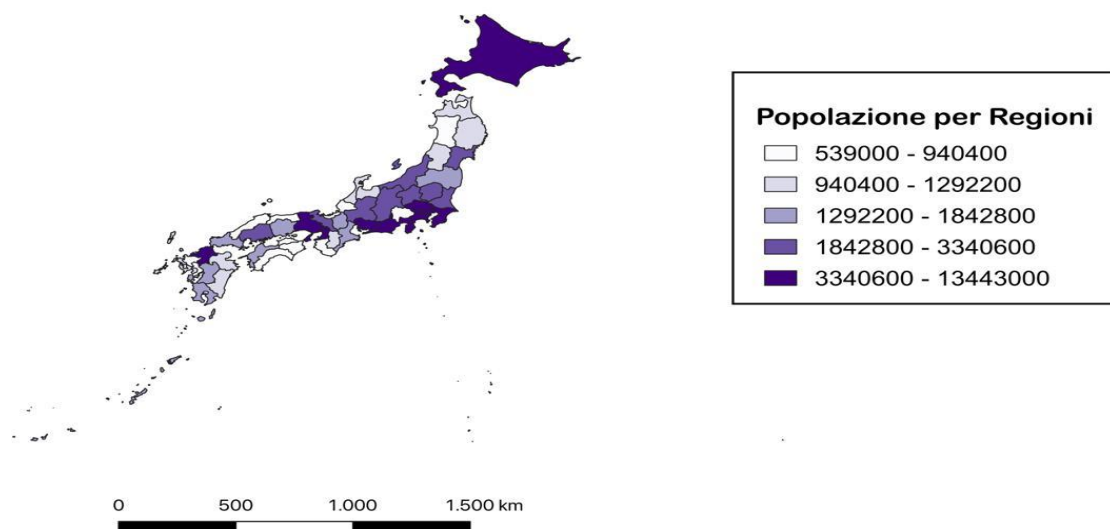 Popolazione per Regioni
539000 - 940400
940400 - 1292200
1292200 - 1842800
1842800 - 3340600
3340600 - 13443000
0 500 1.000 1.500 km